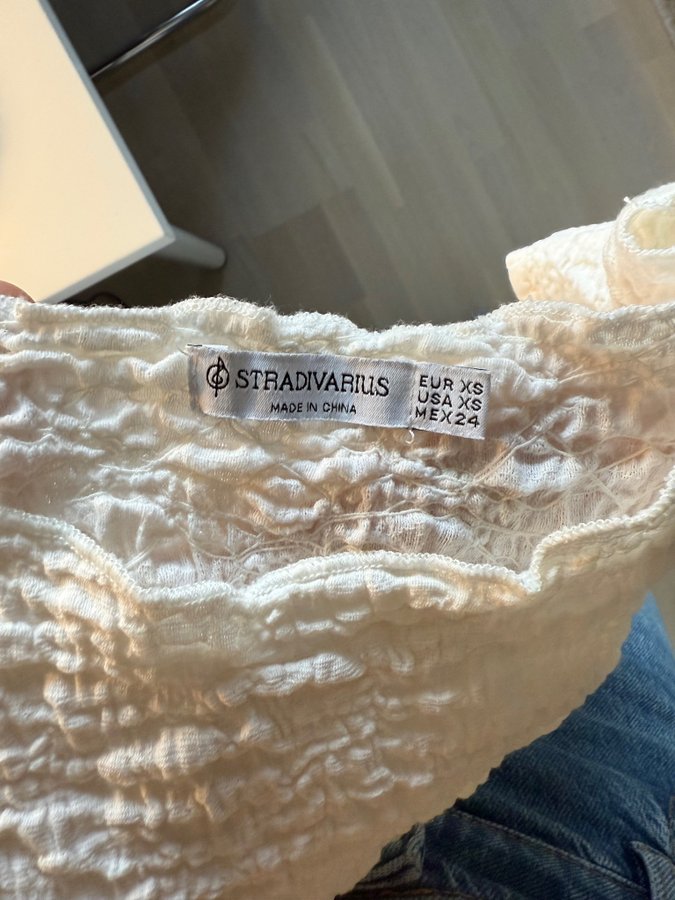 STRADIVARIUS
MADE IN CHINA
EUR XS
USA XS
MEX 24